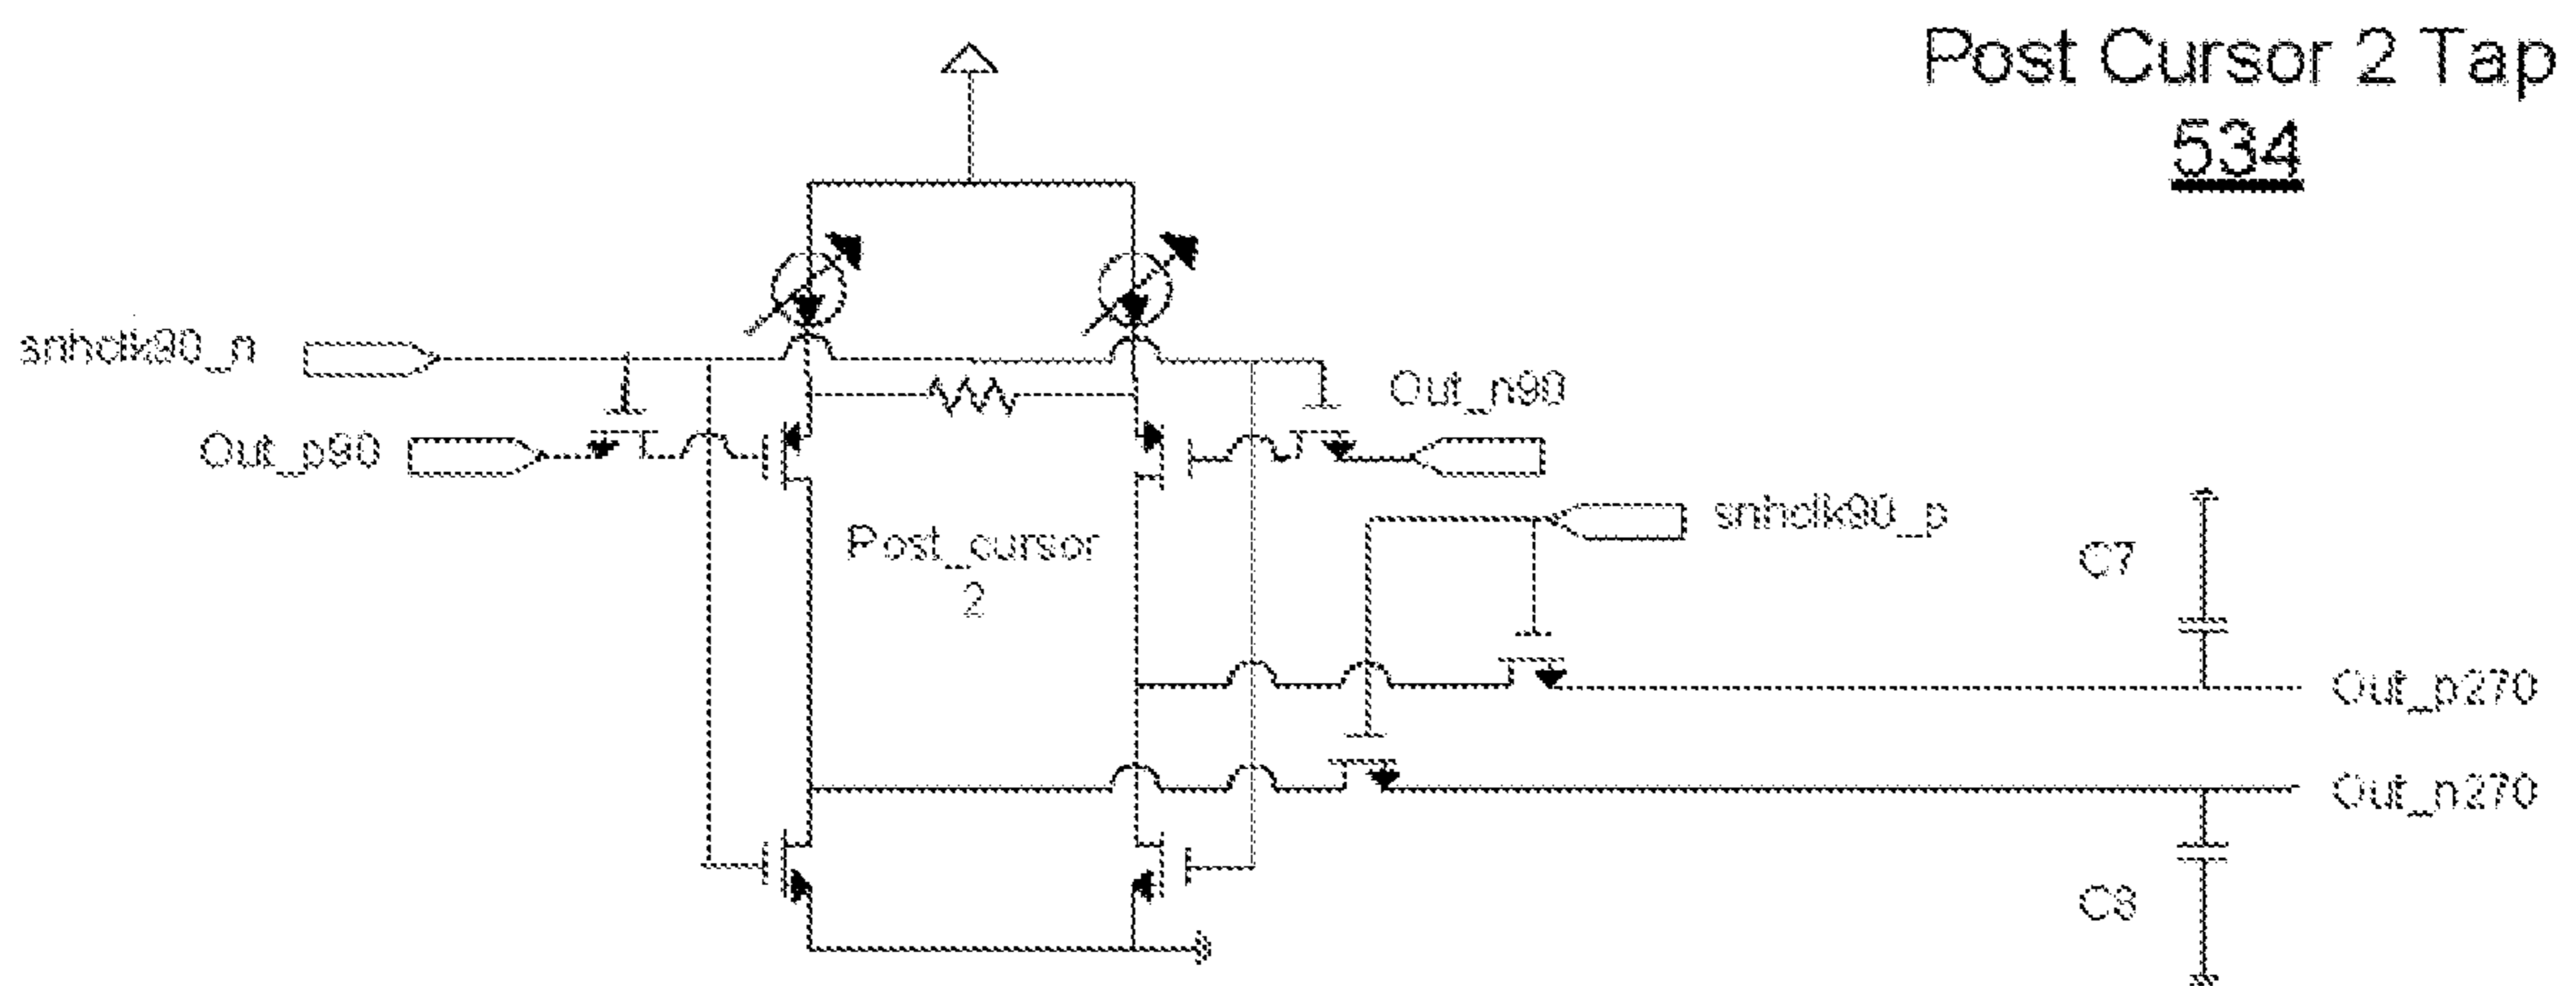 Post Cursor 2 Tap
534
snhclk90_n
Out_n90
Out_p90
snhclk90_p
Post_cursor
2
C7
Out_p270
Out_n270
C8